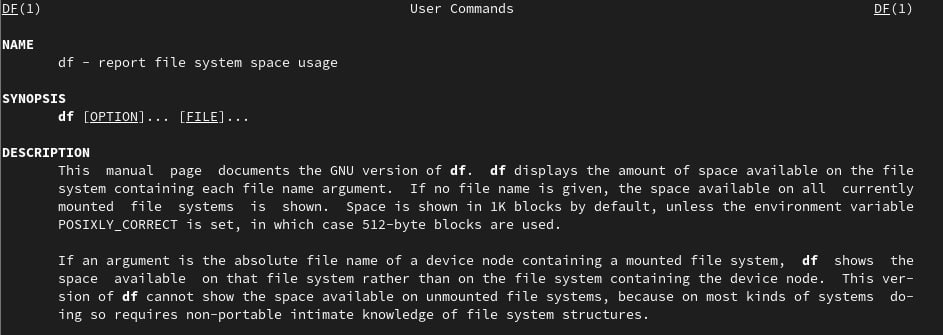 DF(1) User Commands DF(1)
NAME
df - report file system space usage
SYNOPSIS
df [OPTION]... [FILE]...
DESCRIPTION
This manual page documents the GNU version of df. df displays the amount of space available on the file
system containing each file name argument. If no file name is given, the space available on all currently
mounted file systems is shown. Space is shown in 1K blocks by default, unless the environment variable
POSIXLY_CORRECT is set, in which case 512-byte blocks are used.
If an argument is the absolute file name of a device node containing a mounted file system, df shows the
space available on that file system rather than on the file system containing the device node. This ver-
sion of df cannot show the space available on unmounted file systems, because on most kinds of systems do-
ing so requires non-portable intimate knowledge of file system structures.